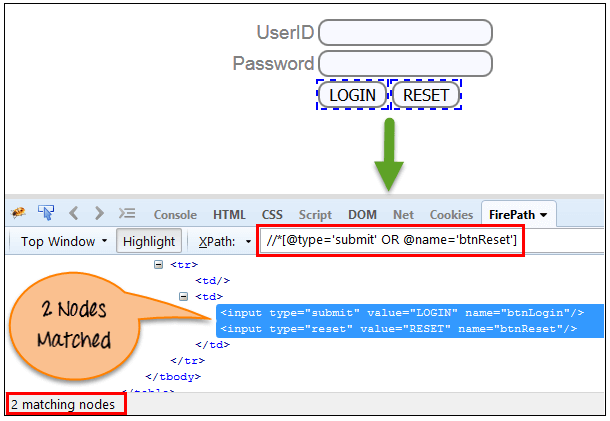 UserID
Password
LOGIN RESET
Console HTML CSS Script DOM Net Cookies FirePath
Top Window Highlight XPath: //*[@type='submit' OR @name='btnReset']
<tr>
<td/>
<td>
<input type="submit" value="LOGIN" name="btnLogin"/>
<input type="reset" value="RESET" name="btnReset"/>
</td>
</tr>
</tbody>
2 Nodes
Matched
2 matching nodes